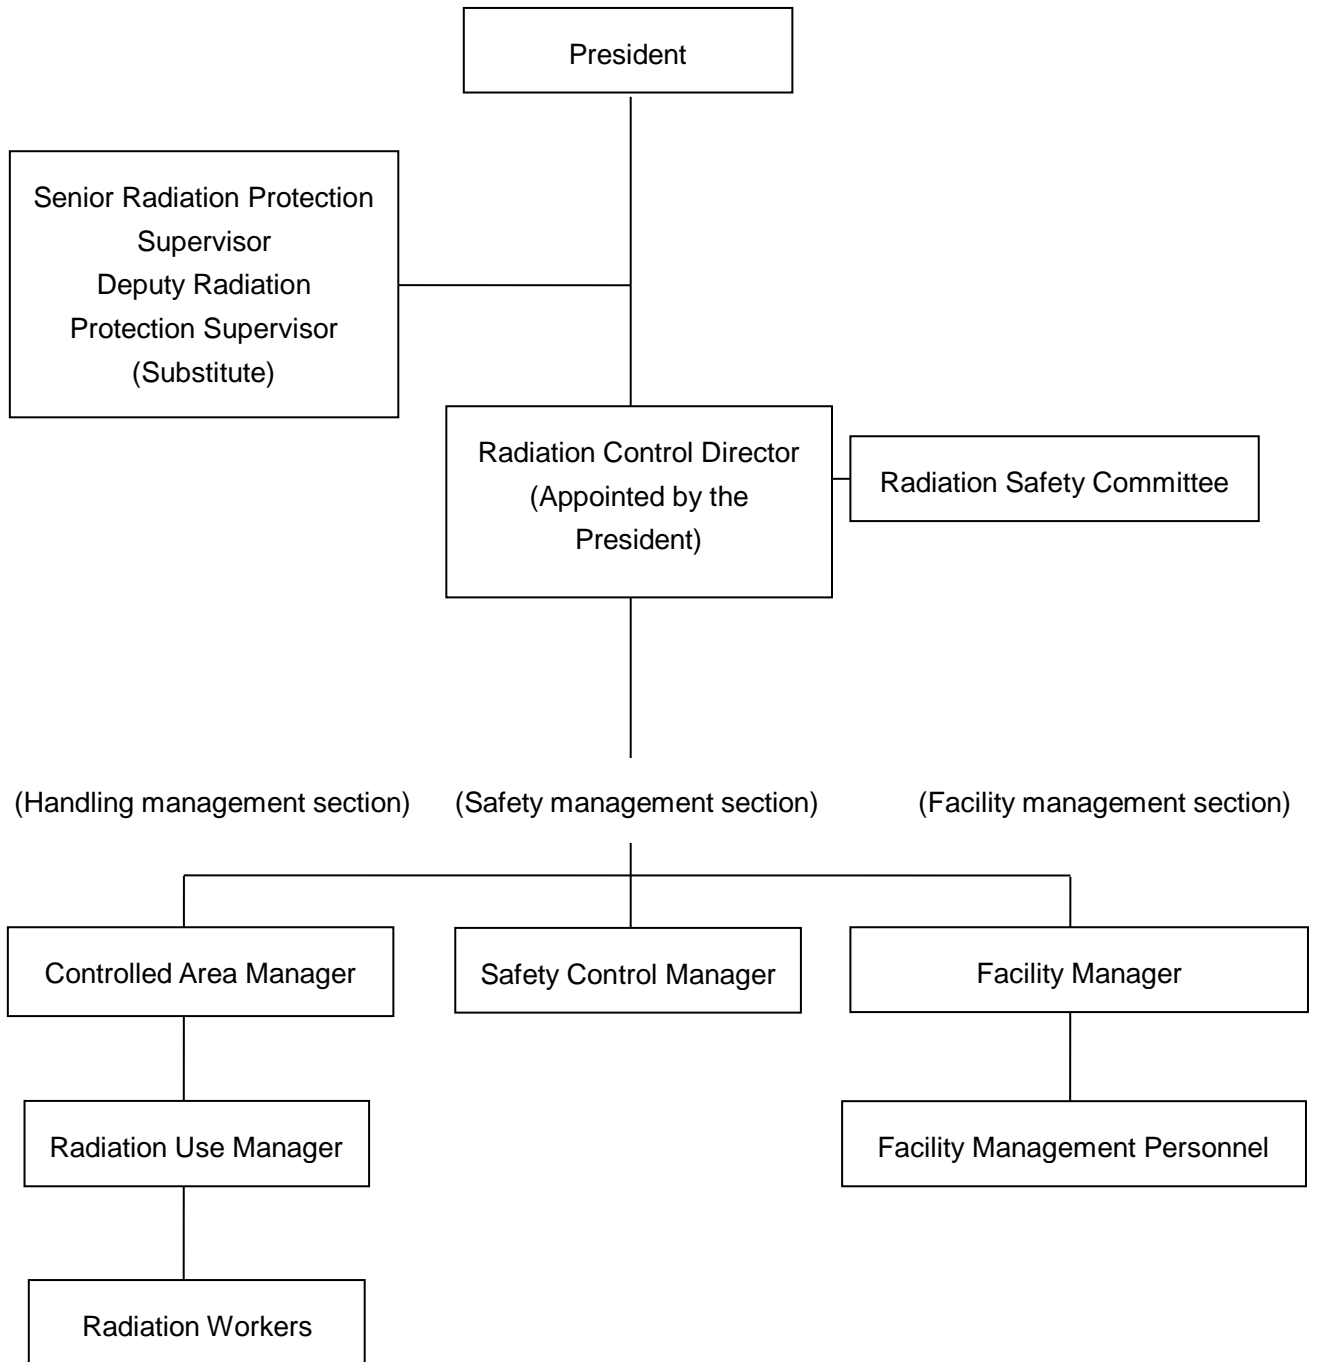 President
Senior Radiation Protection
Supervisor
Deputy Radiation
Protection Supervisor
(Substitute)
Radiation Control Director
(Appointed by the
President)
Radiation Safety Committee
(Handling management section)
(Safety management section)
(Facility management section)
Controlled Area Manager
Safety Control Manager
Facility Manager
Radiation Use Manager
Facility Management Personnel
Radiation Workers